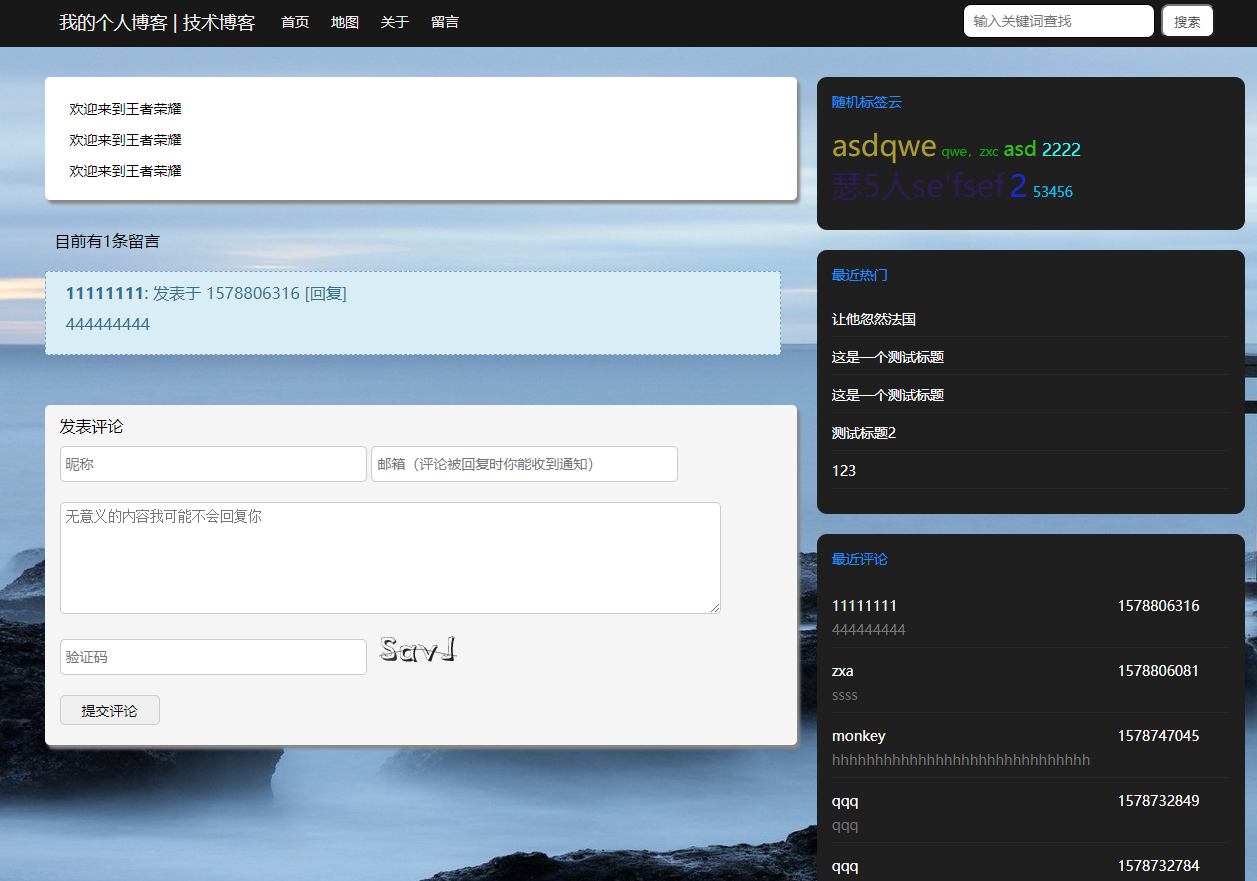 我的个人博客 | 技术博客 首页 地图 关于 留言 输入关键词查找 搜索
欢迎来到王者荣耀
欢迎来到王者荣耀
欢迎来到王者荣耀
目前有1条留言
11111111: 发表于 1578806316 [回复]
444444444
发表评论
昵称 邮箱（评论被回复时你能收到通知）
无意义的内容我可能不会回复你
验证码 Sav1
提交评论
随机标签云
asdqwe qwe，zxc asd 2222
瑟5人se'fsef 2 53456
最近热门
让他忽然法国
这是一个测试标题
这是一个测试标题
测试标题2
123
最近评论
11111111 1578806316
444444444
zxa 1578806081
ssss
monkey 1578747045
hhhhhhhhhhhhhhhhhhhhhhhhhhhhhh
qqq 1578732849
qqq
qqq 1578732784